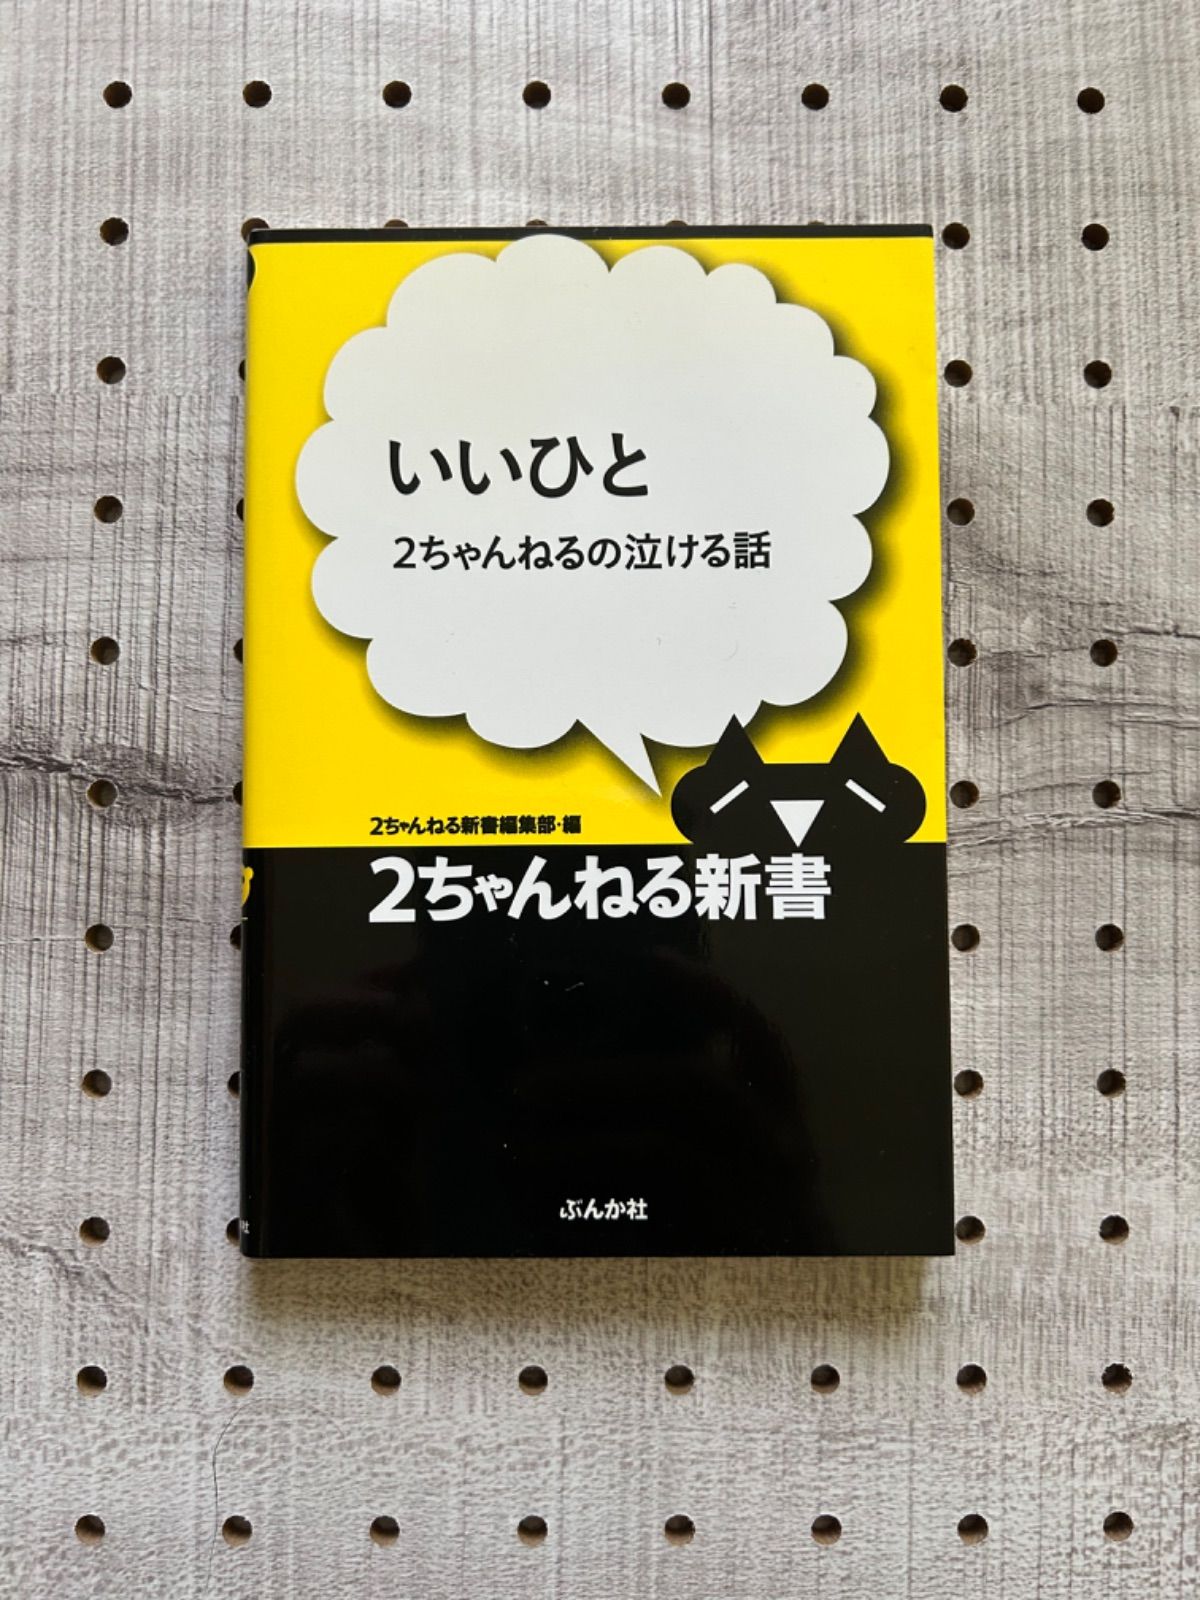 いいひと
2ちゃんねるの泣ける話
2ちゃんねる新書編集部・編
2ちゃんねる新書
ぶんか社